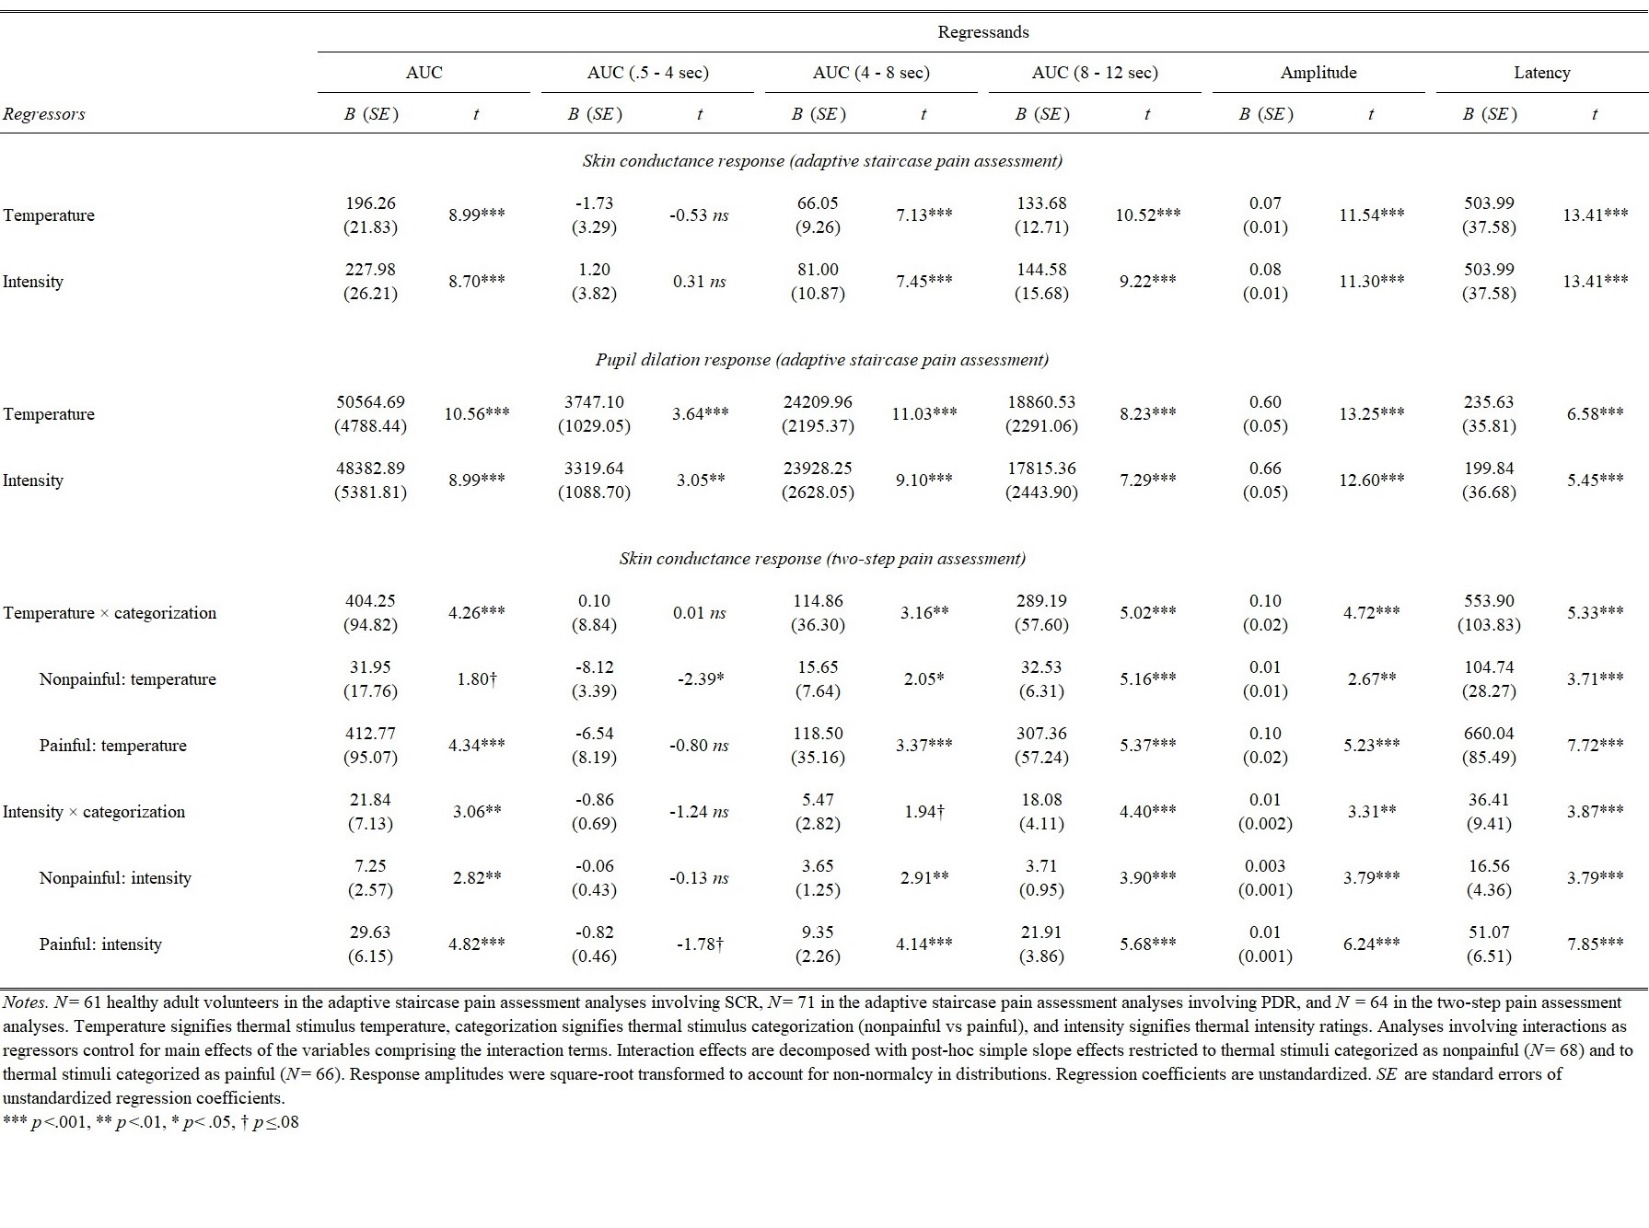 Regressands
AUC AUC (.5 - 4 sec) AUC (4 - 8 sec) AUC (8 - 12 sec) Amplitude Latency
Regressors B (SE) t B (SE) t B (SE) t B (SE) t B (SE) t B (SE) t
Skin conductance response (adaptive staircase pain assessment)
Temperature 196.26 (21.83) 8.99*** -1.73 (3.29) -0.53 ns 66.05 (9.26) 7.13*** 133.68 (12.71) 10.52*** 0.07 (0.01) 11.54*** 503.99 (37.58) 13.41***
Intensity 227.98 (26.21) 8.70*** 1.20 (3.82) 0.31 ns 81.00 (10.87) 7.45*** 144.58 (15.68) 9.22*** 0.08 (0.01) 11.30*** 503.99 (37.58) 13.41***
Pupil dilation response (adaptive staircase pain assessment)
Temperature 50564.69 (4788.44) 10.56*** 3747.10 (1029.05) 3.64*** 24209.96 (2195.37) 11.03*** 18860.53 (2291.06) 8.23*** 0.60 (0.05) 13.25*** 235.63 (35.81) 6.58***
Intensity 48382.89 (5381.81) 8.99*** 3319.64 (1088.70) 3.05** 23928.25 (2628.05) 9.10*** 17815.36 (2443.90) 7.29*** 0.66 (0.05) 12.60*** 199.84 (36.68) 5.45***
Skin conductance response (two-step pain assessment)
Temperature × categorization 404.25 (94.82) 4.26*** 0.10 (8.84) 0.01 ns 114.86 (36.30) 3.16** 289.19 (57.60) 5.02*** 0.10 (0.02) 4.72*** 553.90 (103.83) 5.33***
Nonpainful: temperature 31.95 (17.76) 1.80† -8.12 (3.39) -2.39* 15.65 (7.64) 2.05* 32.53 (6.31) 5.16*** 0.01 (0.01) 2.67** 104.74 (28.27) 3.71***
Painful: temperature 412.77 (95.07) 4.34*** -6.54 (8.19) -0.80 ns 118.50 (35.16) 3.37*** 307.36 (57.24) 5.37*** 0.10 (0.02) 5.23*** 660.04 (85.49) 7.72***
Intensity × categorization 21.84 (7.13) 3.06** -0.86 (0.69) -1.24 ns 5.47 (2.82) 1.94† 18.08 (4.11) 4.40*** 0.01 (0.002) 3.31** 36.41 (9.41) 3.87***
Nonpainful: intensity 7.25 (2.57) 2.82** -0.06 (0.43) -0.13 ns 3.65 (1.25) 2.91** 3.71 (0.95) 3.90*** 0.003 (0.001) 3.79*** 16.56 (4.36) 3.79***
Painful: intensity 29.63 (6.15) 4.82*** -0.82 (0.46) -1.78† 9.35 (2.26) 4.14*** 21.91 (3.86) 5.68*** 0.01 (0.001) 6.24*** 51.07 (6.51) 7.85***
Notes. N = 61 healthy adult volunteers in the adaptive staircase pain assessment analyses involving SCR, N = 71 in the adaptive staircase pain assessment analyses involving PDR, and N = 64 in the two-step pain assessment
analyses. Temperature signifies thermal stimulus temperature, categorization signifies thermal stimulus categorization (nonpainful vs painful), and intensity signifies thermal intensity ratings. Analyses involving interactions as
regressors control for main effects of the variables comprising the interaction terms. Interaction effects are decomposed with post-hoc simple slope effects restricted to thermal stimuli categorized as nonpainful (N = 68) and to
thermal stimuli categorized as painful (N = 66). Response amplitudes were square-root transformed to account for non-normalcy in distributions. Regression coefficients are unstandardized. SE are standard errors of
unstandardized regression coefficients.
*** p<.001, ** p<.01, * p<.05, † p≤.08